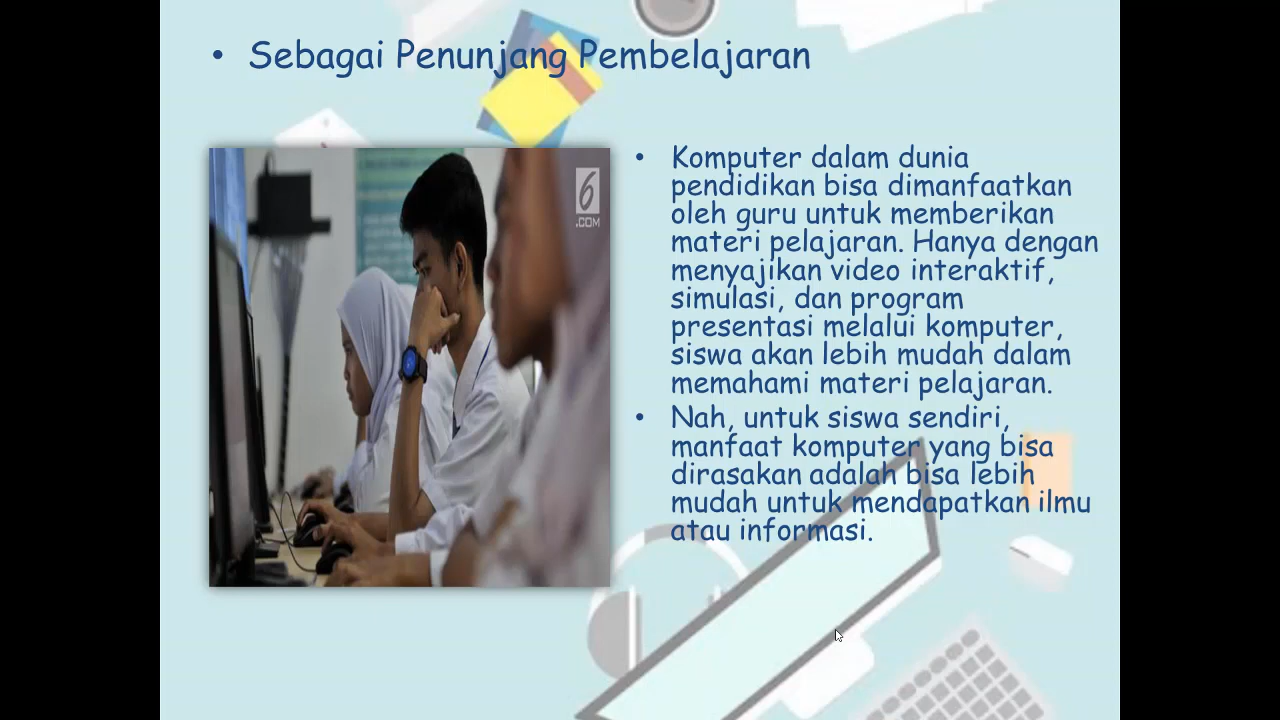 • Sebagai Penunjang Pembelajaran
6
.COM
• Komputer dalam dunia
pendidikan bisa dimanfaatkan
oleh guru untuk memberikan
materi pelajaran. Hanya dengan
menyajikan video interaktif,
simulasi, dan program
presentasi melalui komputer,
siswa akan lebih mudah dalam
memahami materi pelajaran.
• Nah, untuk siswa sendiri,
manfaat komputer yang bisa
dirasakan adalah bisa lebih
mudah untuk mendapatkan ilmu
atau informasi.